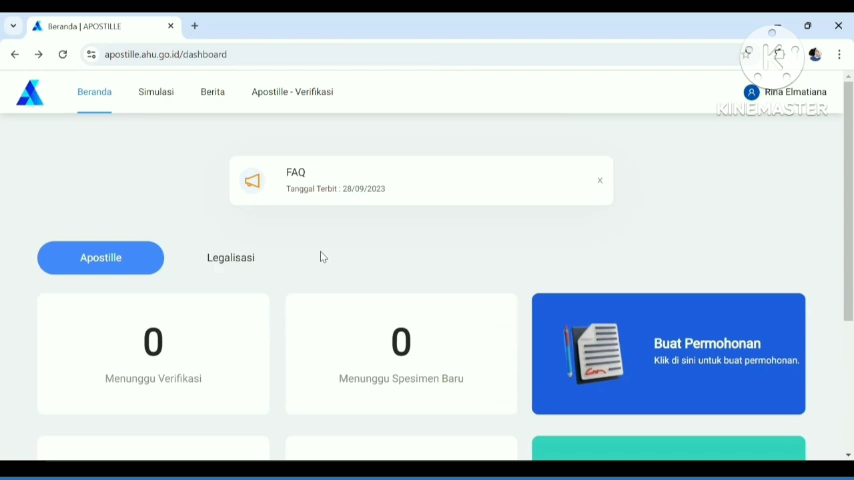 Beranda | APOSTILLE
apostille.ahu.go.id/dashboard
Beranda
Simulasi
Berita
Apostille - Verifikasi
Rina Elmatiana
KINEMASTER
FAQ
Tanggal Terbit : 28/09/2023
Apostille
Legalisasi
0
Menunggu Verifikasi
0
Menunggu Spesimen Baru
Buat Permohonan
Klik di sini untuk buat permohonan.